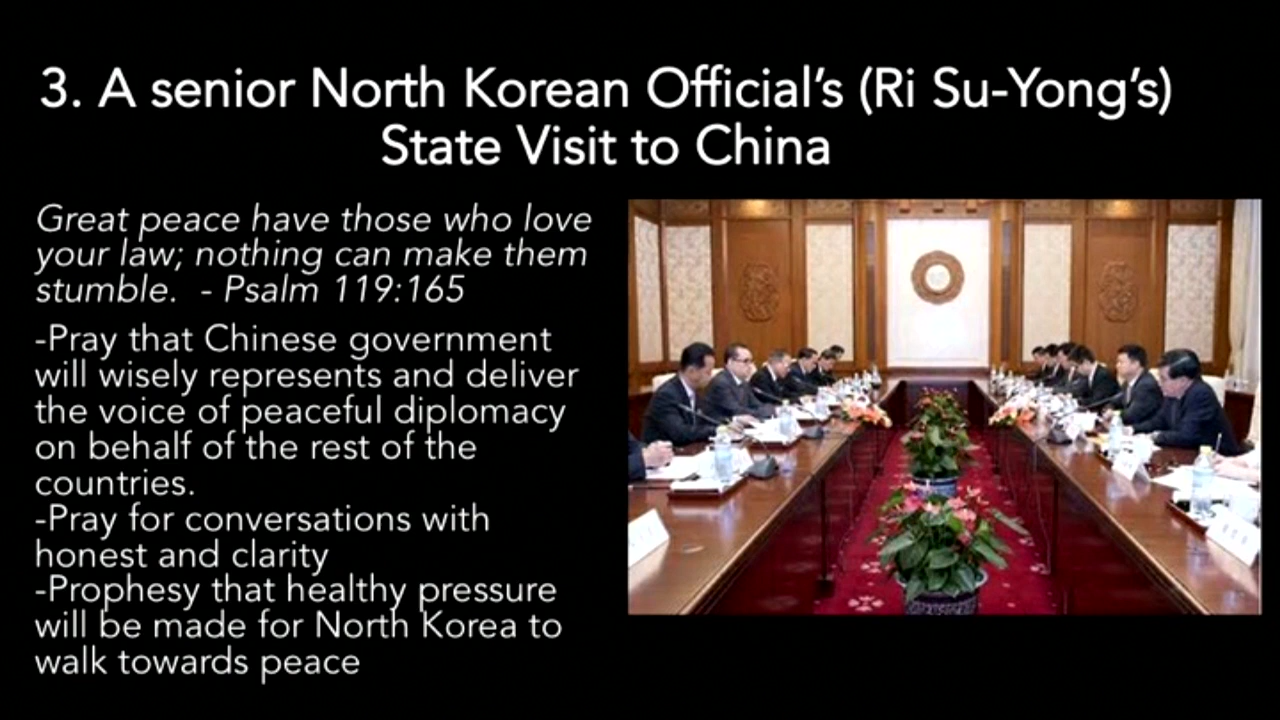 3. A senior North Korean Official's (Ri Su-Yong's)
State Visit to China
Great peace have those who love
your law; nothing can make them
stumble.  - Psalm 119:165
-Pray that Chinese government
will wisely represents and deliver
the voice of peaceful diplomacy
on behalf of the rest of the
countries.
-Pray for conversations with
honest and clarity
-Prophesy that healthy pressure
will be made for North Korea to
walk towards peace